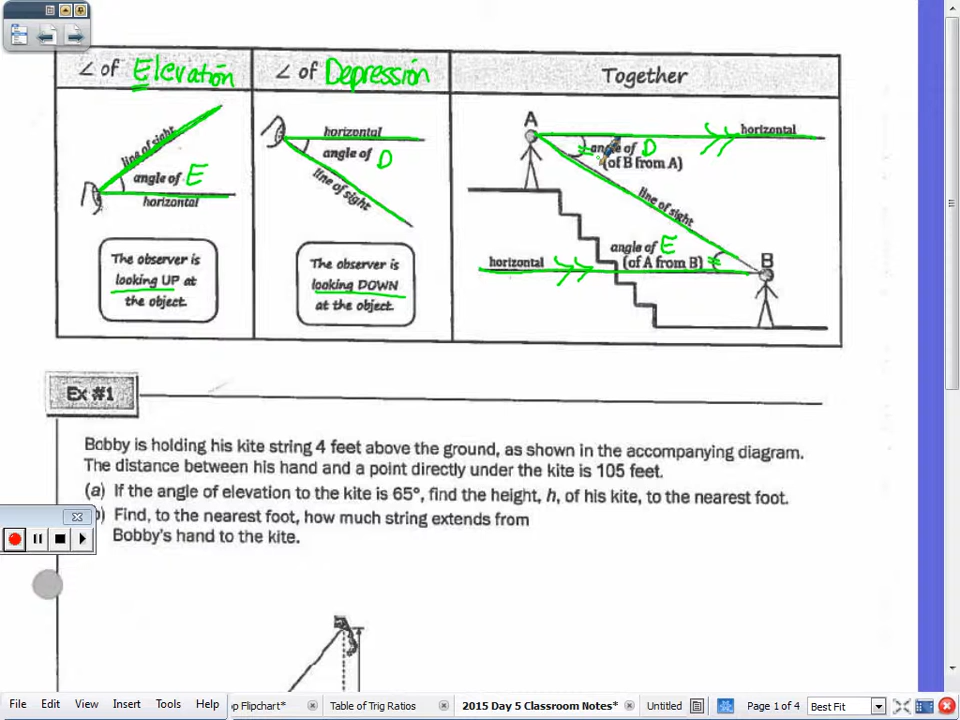 ∠ of Elevation
∠ of Depression
Together
line of sight
angle of E
horizontal
The observer is
looking UP at
the object.
horizontal
angle of D
line of sight
The observer is
looking DOWN
at the object.
A
horizontal
angle of D
(of B from A)
line of sight
angle of E
(of A from B)
horizontal
B
Ex #1
Bobby is holding his kite string 4 feet above the ground, as shown in the accompanying diagram.
The distance between his hand and a point directly under the kite is 105 feet.
(a) If the angle of elevation to the kite is 65°, find the height, h, of his kite, to the nearest foot.
) Find, to the nearest foot, how much string extends from
Bobby's hand to the kite.
File Edit View Insert Tools Help
p Flipchart*
Table of Trig Ratios
2015 Day 5 Classroom Notes*
Untitled
Page 1 of 4
Best Fit